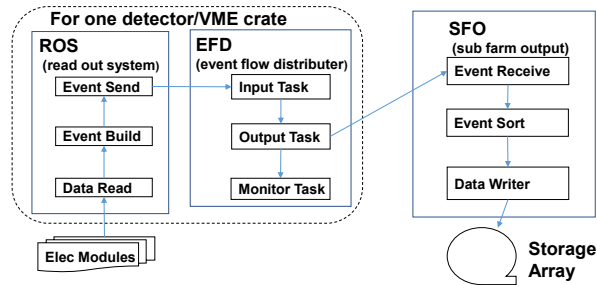 For one detector/VME crate
ROS
(read out system)
Event Send
Event Build
Data Read
Elec Modules
EFD
(event flow distributer)
Input Task
Output Task
Monitor Task
SFO
(sub farm output)
Event Receive
Event Sort
Data Writer
Storage
Array